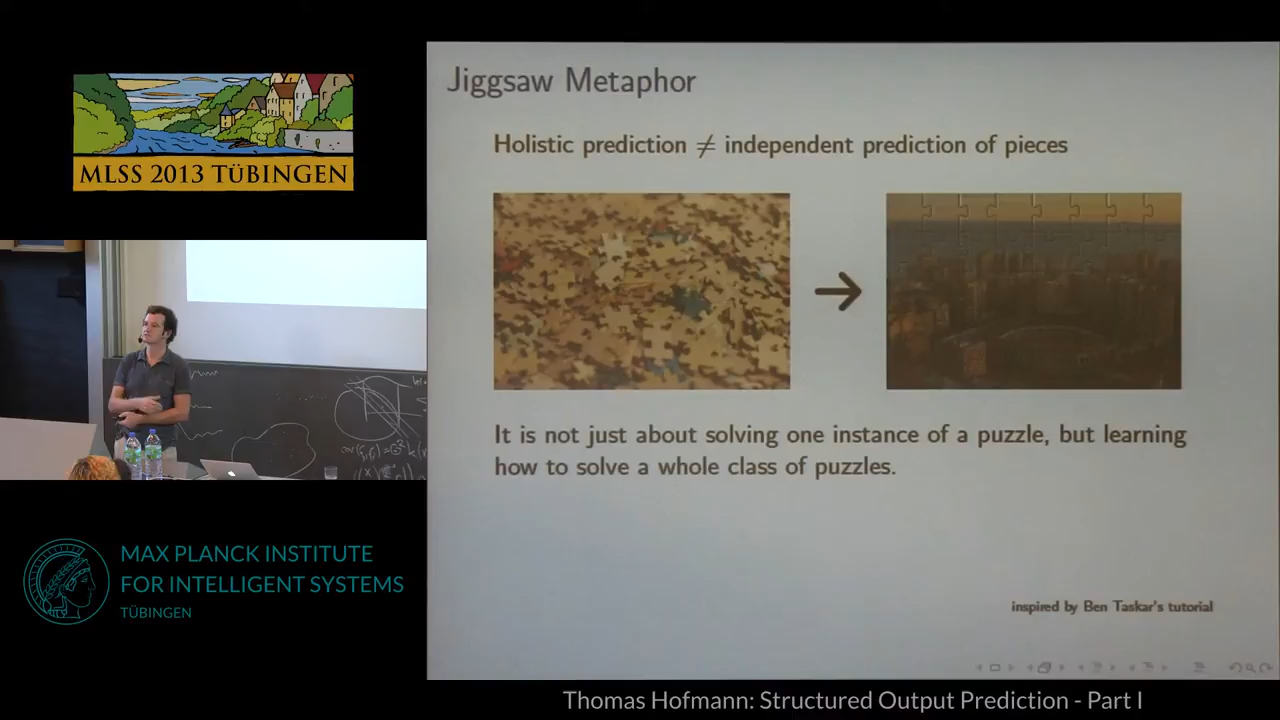 MLSS 2013 TÜBINGEN
Jiggsaw Metaphor
Holistic prediction ≠ independent prediction of pieces
It is not just about solving one instance of a puzzle, but learning
how to solve a whole class of puzzles.
inspired by Ben Taskar's tutorial
MAX PLANCK INSTITUTE
FOR INTELLIGENT SYSTEMS
TÜBINGEN
Thomas Hofmann: Structured Output Prediction - Part I